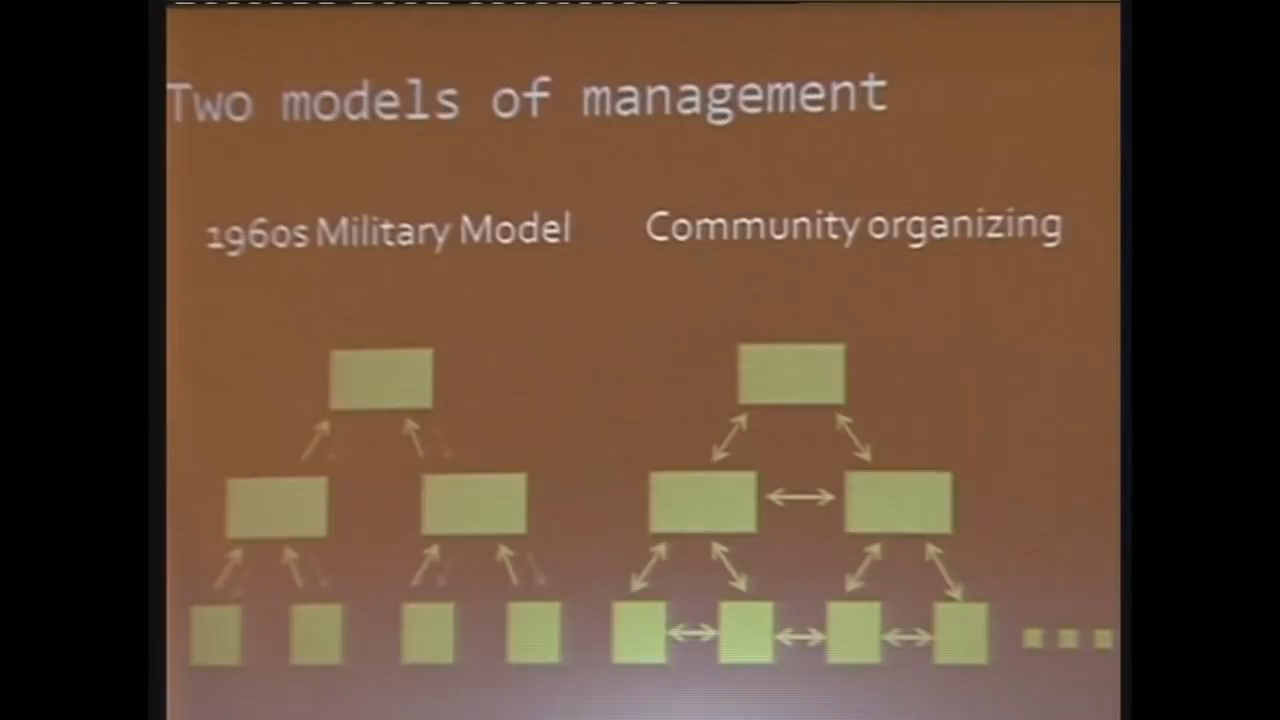 Two models of management
1960s Military Model
Community organizing